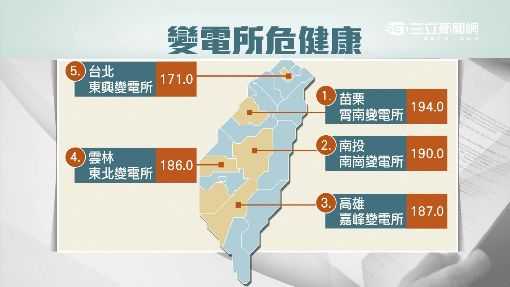 三立新聞網
SETN.COM
變電所危健康
5. 台北
東興變電所
171.0
1. 苗栗
霄南變電所
194.0
2. 南投
南崗變電所
190.0
4. 雲林
東北變電所
186.0
3. 高雄
嘉峰變電所
187.0